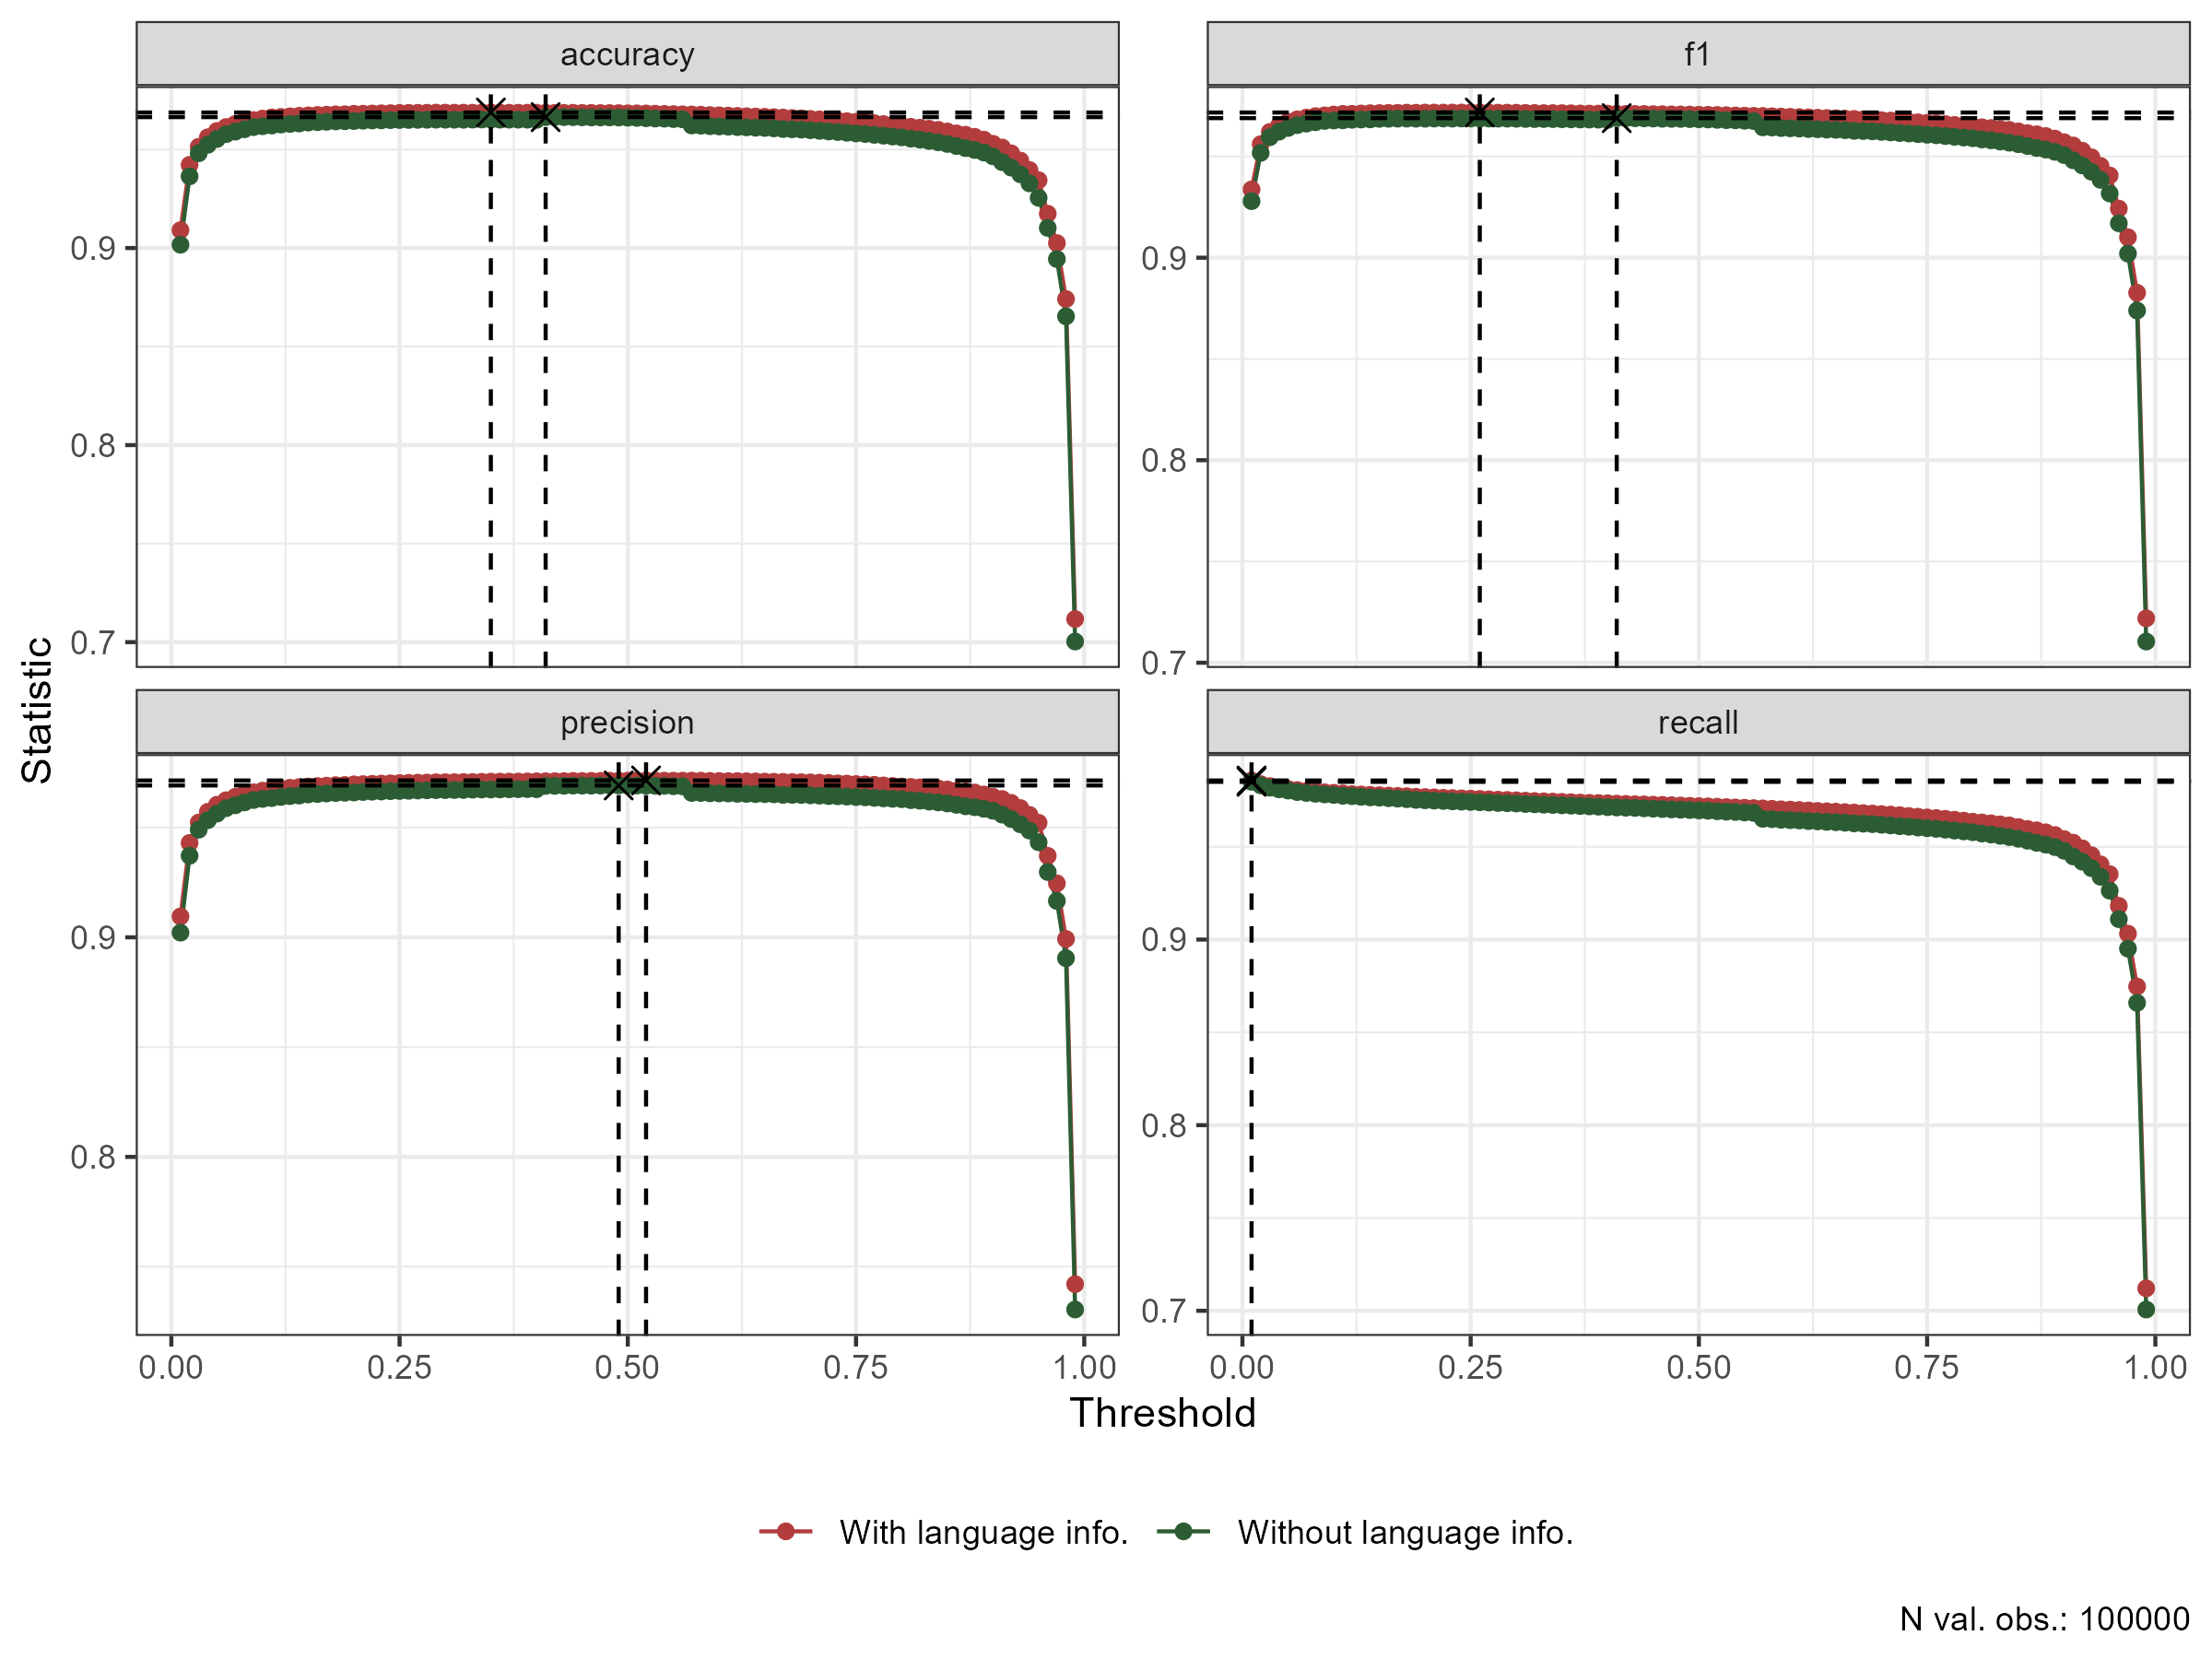 accuracy
f1
0.9
0.8
0.7
0.9
0.8
0.7
Statistic
precision
recall
0.9
0.8
0.9
0.8
0.7
0.00 0.25 0.50 0.75 1.00
0.00 0.25 0.50 0.75 1.00
Threshold
With language info. Without language info.
N val. obs.: 100000